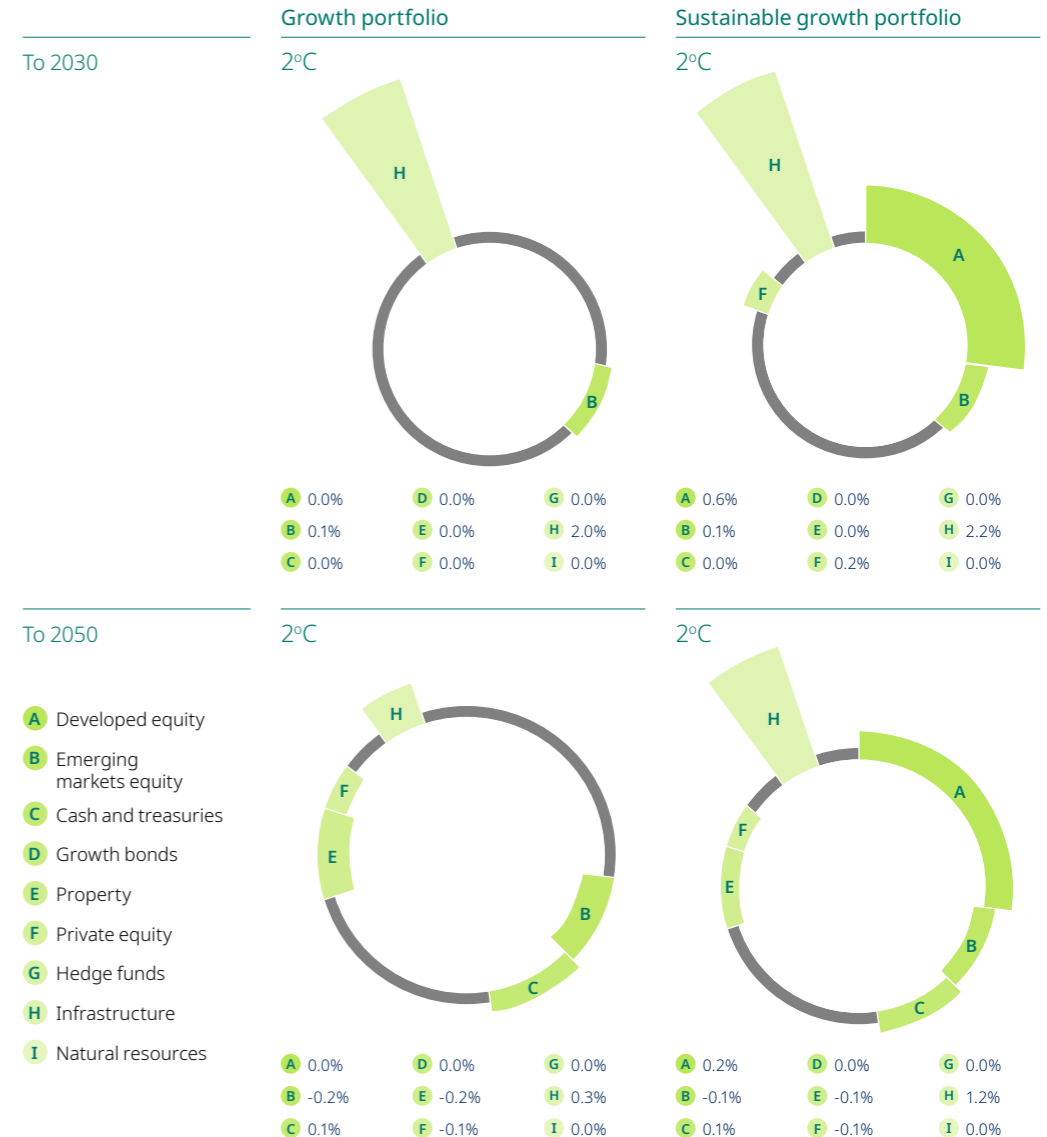 Growth portfolio
Sustainable growth portfolio
To 2030
2°C
2°C
H
B
H
A
F
B
A 0.0% D 0.0% G 0.0%
B 0.1% E 0.0% H 2.0%
C 0.0% F 0.0% I 0.0%
A 0.6% D 0.0% G 0.0%
B 0.1% E 0.0% H 2.2%
C 0.0% F 0.2% I 0.0%
To 2050
2°C
2°C
A Developed equity
B Emerging
markets equity
C Cash and treasuries
D Growth bonds
E Property
F Private equity
G Hedge funds
H Infrastructure
I Natural resources
H
F
E
B
C
H
A
F
E
B
C
A 0.0% D 0.0% G 0.0%
B -0.2% E -0.2% H 0.3%
C 0.1% F -0.1% I 0.0%
A 0.2% D 0.0% G 0.0%
B -0.1% E -0.1% H 1.2%
C 0.1% F -0.1% I 0.0%